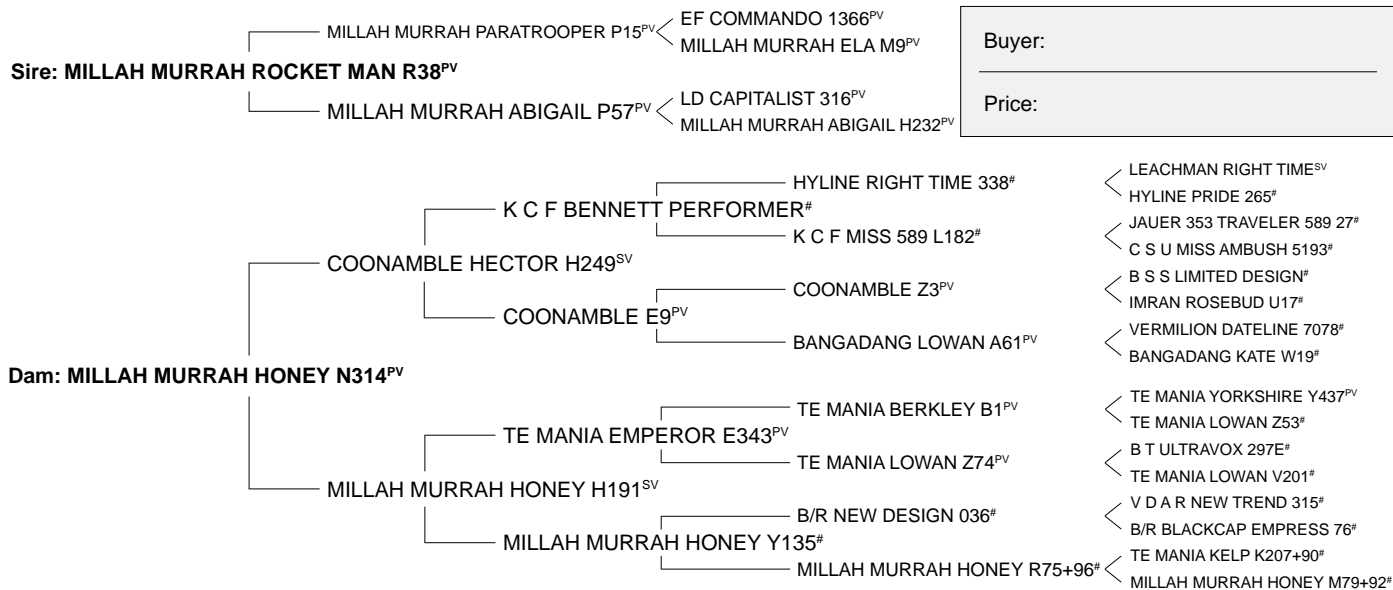 EF COMMANDO 1366PV
MILLAH MURRAH PARATROOPER P15PV
MILLAH MURRAH ELA M9PV
Buyer:
Sire: MILLAH MURRAH ROCKET MAN R38PV
LD CAPITALIST 316PV
MILLAH MURRAH ABIGAIL P57PV
MILLAH MURRAH ABIGAIL H232PV
Price:
LEACHMAN RIGHT TIMESV
HYLINE RIGHT TIME 338#
HYLINE PRIDE 265#
K C F BENNETT PERFORMER#
JAUER 353 TRAVELER 589 27#
K C F MISS 589 L182#
C S U MISS AMBUSH 5193#
COONAMBLE HECTOR H249SV
B S S LIMITED DESIGN#
COONAMBLE Z3PV
IMRAN ROSEBUD U17#
COONAMBLE E9PV
VERMILION DATELINE 7078#
BANGADANG LOWAN A61PV
BANGADANG KATE W19#
Dam: MILLAH MURRAH HONEY N314PV
TE MANIA YORKSHIRE Y437PV
TE MANIA BERKLEY B1PV
TE MANIA LOWAN Z53#
TE MANIA EMPEROR E343PV
B T ULTRAVOX 297E#
TE MANIA LOWAN Z74PV
TE MANIA LOWAN V201#
MILLAH MURRAH HONEY H191SV
V D A R NEW TREND 315#
B/R NEW DESIGN 036#
B/R BLACKCAP EMPRESS 76#
MILLAH MURRAH HONEY Y135#
TE MANIA KELP K207+90#
MILLAH MURRAH HONEY R75+96#
MILLAH MURRAH HONEY M79+92#